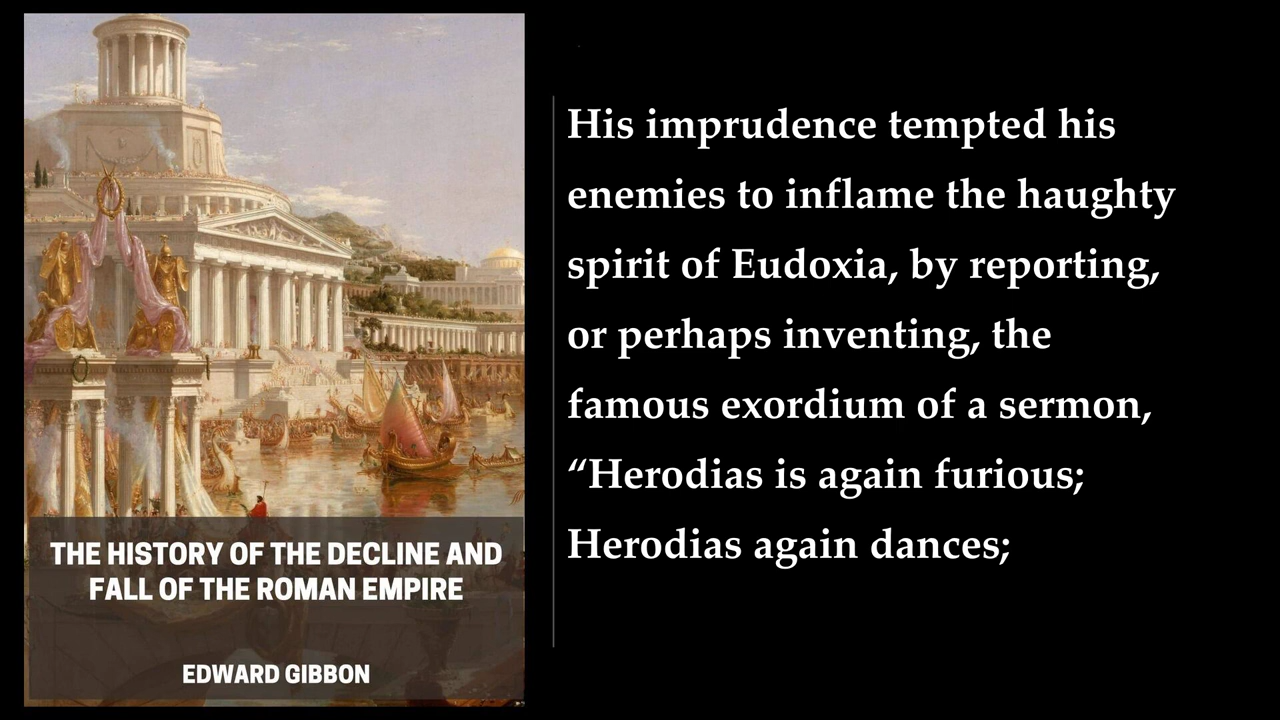 THE HISTORY OF THE DECLINE AND
FALL OF THE ROMAN EMPIRE
EDWARD GIBBON
His imprudence tempted his
enemies to inflame the haughty
spirit of Eudoxia, by reporting,
or perhaps inventing, the
famous exordium of a sermon,
“Herodias is again furious;
Herodias again dances;